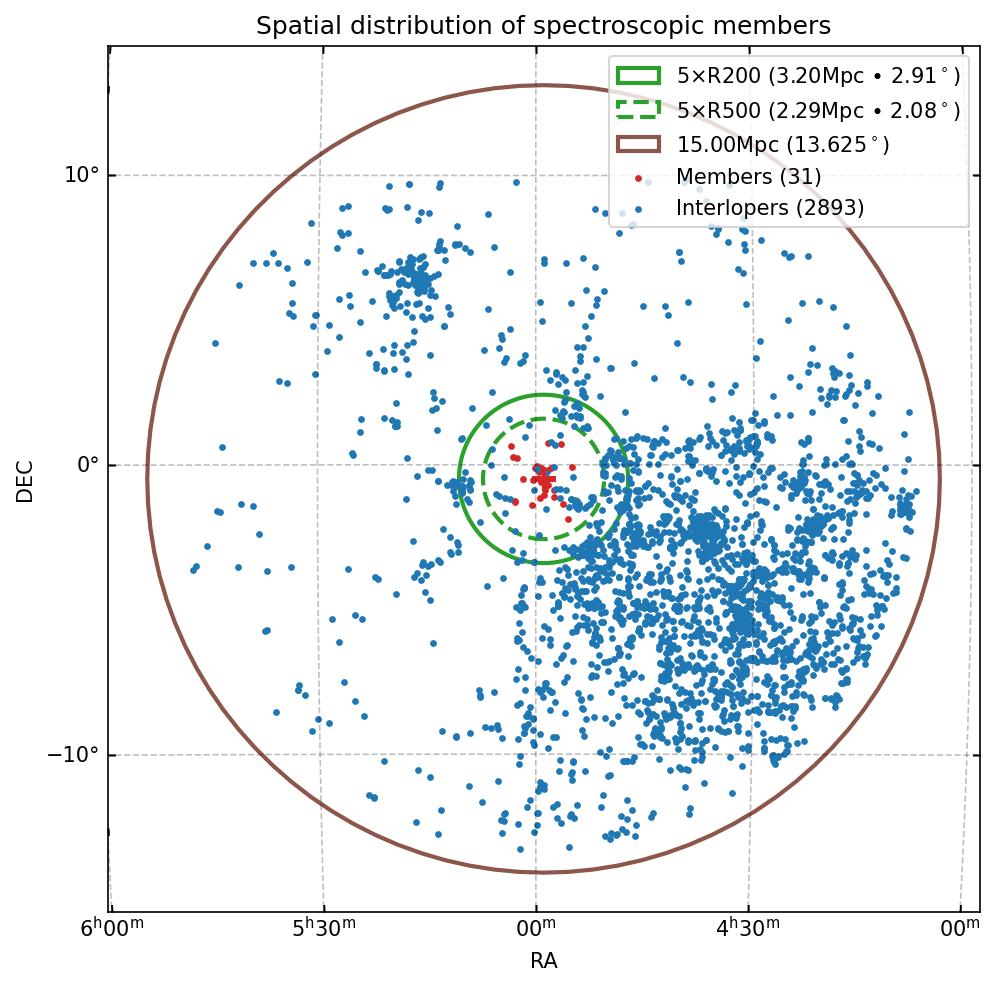 Spatial distribution of spectroscopic members
5×R200 (3.20Mpc • 2.91°)
5×R500 (2.29Mpc • 2.08°)
15.00Mpc (13.625°)
Members (31)
Interlopers (2893)
10°
0°
−10°
DEC
6ʰ00ᵐ 5ʰ30ᵐ 00ᵐ 4ʰ30ᵐ 00ᵐ
RA